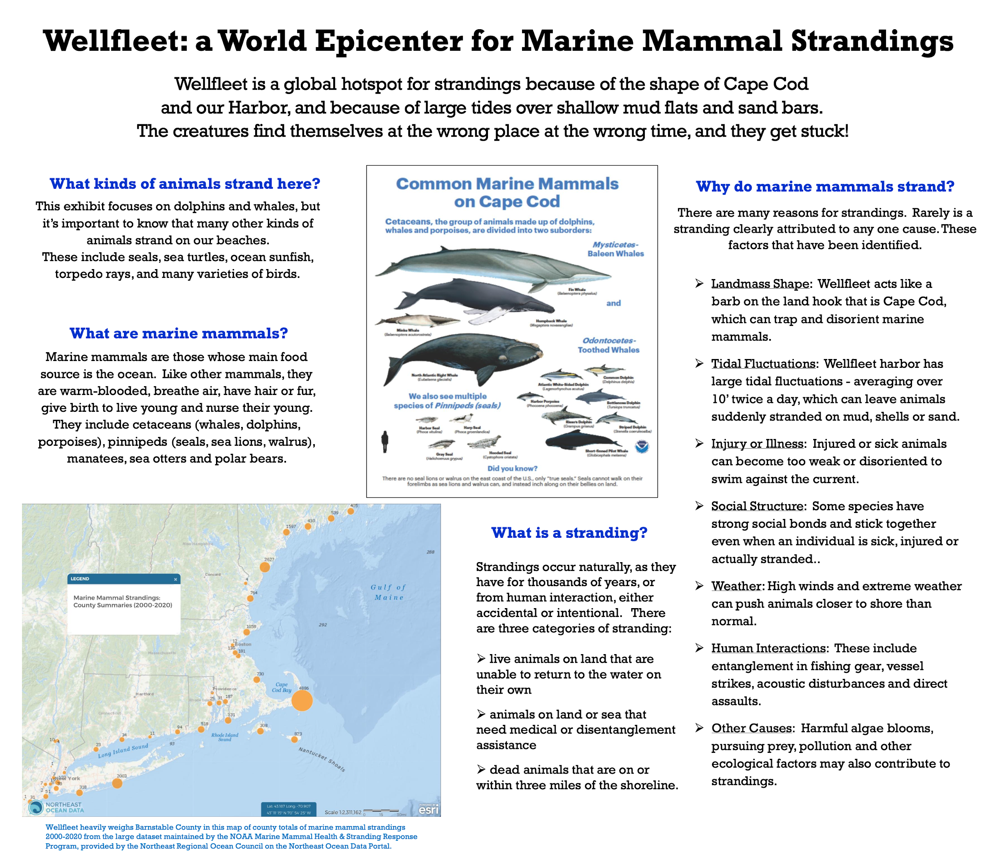 Wellfleet: a World Epicenter for Marine Mammal Strandings
Wellfleet is a global hotspot for strandings because of the shape of Cape Cod
and our Harbor, and because of large tides over shallow mud flats and sand bars.
The creatures find themselves at the wrong place at the wrong time, and they get stuck!
What kinds of animals strand here?
This exhibit focuses on dolphins and whales, but
it's important to know that many other kinds of
animals strand on our beaches.
These include seals, sea turtles, ocean sunfish,
torpedo rays, and many varieties of birds.
What are marine mammals?
Marine mammals are those whose main food
source is the ocean.  Like other mammals, they
are warm-blooded, breathe air, have hair or fur,
give birth to live young and nurse their young.
They include cetaceans (whales, dolphins,
porpoises), pinnipeds (seals, sea lions, walrus),
manatees, sea otters and polar bears.
Common Marine Mammals
on Cape Cod
Cetaceans, the group of animals made up of dolphins,
whales and porpoises, are divided into two suborders:
Mysticetes-
Baleen Whales
Fin Whale
(Balaenoptera physalus)
and
Humpback Whale
(Megaptera novaeangliae)
Minke Whale
(Balaenoptera acutorostrata)
Odontocetes-
Toothed Whales
North Atlantic Right Whale
(Eubalaena glacialis)
Common Dolphin
(Delphinus delphis)
Atlantic White-Sided Dolphin
(Lagenorhynchus acutus)
We also see multiple
species of Pinnipeds (seals)
Harbor Porpoise
(Phocoena phocoena)
Bottlenose Dolphin
(Tursiops truncatus)
Risso's Dolphin
(Grampus griseus)
Striped Dolphin
(Stenella coeruleoalba)
Harbor Seal
(Phoca vitulina)
Harp Seal
(Phoca groenlandica)
Gray Seal
(Halichoeruus grypus)
Hooded Seal
(Cystophora cristata)
Short-finned Pilot Whale
(Globicephala melaena)
Did you know?
There are no seal lions or walrus on the east coast of the U.S., only "true seals." Seals cannot walk on their
forelimbs as sea lions and walrus can, and instead inch along on their bellies on land.
Why do marine mammals strand?
There are many reasons for strandings.  Rarely is a
stranding clearly attributed to any one cause. These
factors that have been identified.
➢ Landmass Shape:  Wellfleet acts like a
barb on the land hook that is Cape Cod,
which can trap and disorient marine
mammals.
➢ Tidal Fluctuations:  Wellfleet harbor has
large tidal fluctuations - averaging over
10' twice a day, which can leave animals
suddenly stranded on mud, shells or sand.
➢ Injury or Illness:  Injured or sick animals
can become too weak or disoriented to
swim against the current.
➢ Social Structure:  Some species have
strong social bonds and stick together
even when an individual is sick, injured or
actually stranded..
➢ Weather: High winds and extreme weather
can push animals closer to shore than
normal.
➢ Human Interactions:  These include
entanglement in fishing gear, vessel
strikes, acoustic disturbances and direct
assaults.
➢ Other Causes:  Harmful algae blooms,
pursuing prey, pollution and other
ecological factors may also contribute to
strandings.
What is a stranding?
Strandings occur naturally, as they
have for thousands of years, or
from human interaction, either
accidental or intentional.   There
are three categories of stranding:
➢ live animals on land that are
unable to return to the water on
their own
➢ animals on land or sea that
need medical or disentanglement
assistance
➢ dead animals that are on or
within three miles of the shoreline.
405
539
430
1597
New Hampshire
288
2627
Concord
LEGEND
×
Marine Mammal Strandings:
County Summaries (2000-2020)
4
764
Gulf of
Maine
292
1058
12
Boston
135
181
Massachusetts
730
Cape
Cod Bay
4886
Providence
Hartford
Rhode Island
25
31
187
Connecticut
331
518
308
823
94
11
34
23
10
4
93
Rhode Island
Sound
Long Island Sound
Nantucket Shoals
1
7
3
New York
7
2
33
51
318
2003
1
31
NORTHEAST
OCEAN DATA
Lat: 43.187 Long: -70.907
43° 11' 15" N 70° 54' 25" W
Scale 1:2,311,162
0
15
30mi
POWERED BY
esri
Wellfleet heavily weighs Barnstable County in this map of county totals of marine mammal strandings
2000-2020 from the large dataset maintained by the NOAA Marine Mammal Health & Stranding Response
Program, provided by the Northeast Regional Ocean Council on the Northeast Ocean Data Portal.